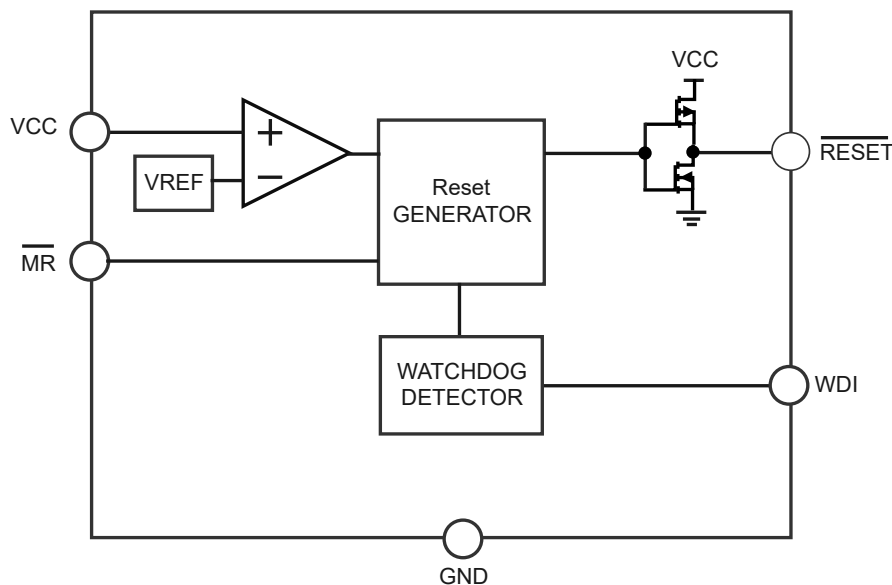 VCC
VCC
+
VREF
−
Reset
GENERATOR
RESET
MR
WATCHDOG
DETECTOR
WDI
GND